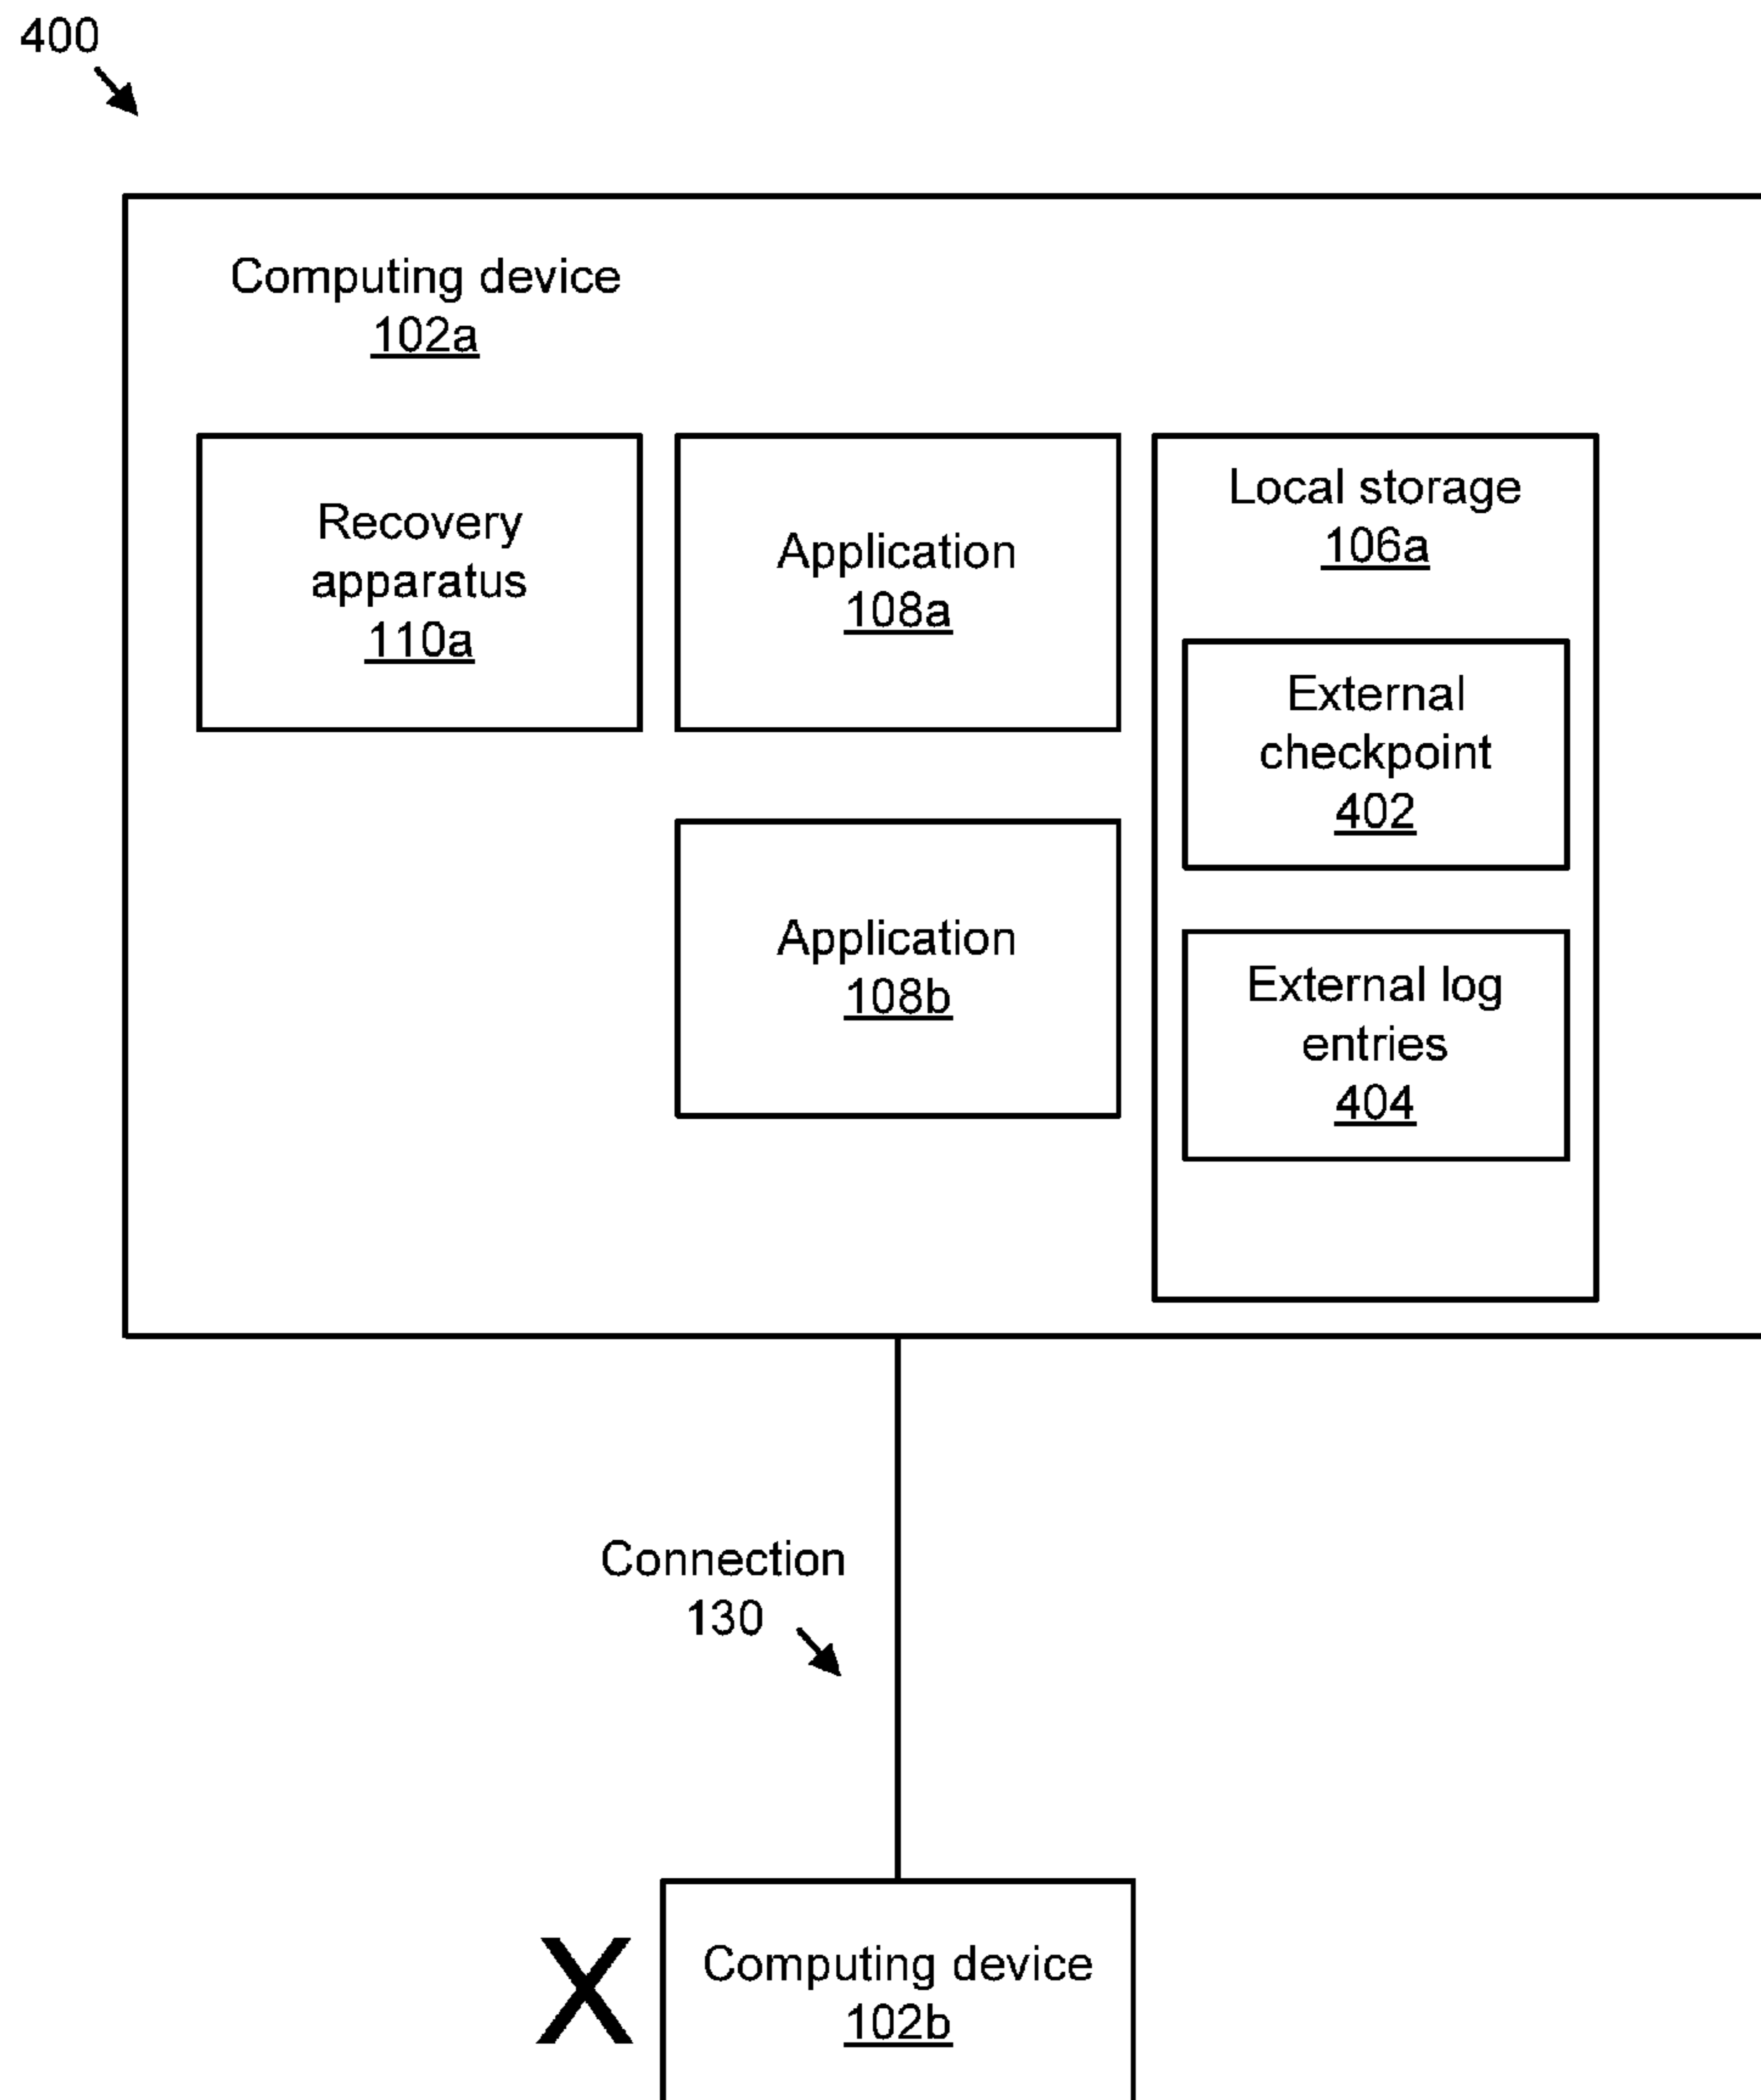 400
Computing device
102a
Recovery
apparatus
110a
Application
108a
Local storage
106a
External
checkpoint
402
Application
108b
External log
entries
404
Connection
130
X
Computing device
102b